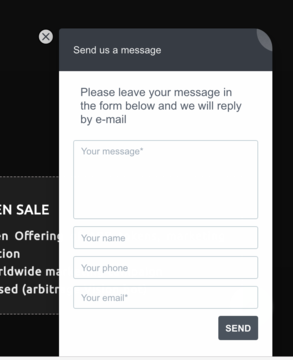 Send us a message
Please leave your message in
the form below and we will reply
by e-mail
Your message*
Your name
Your phone
Your email*
SEND
EN SALE
en Offering
tion
rldwide ma
sed (arbitr